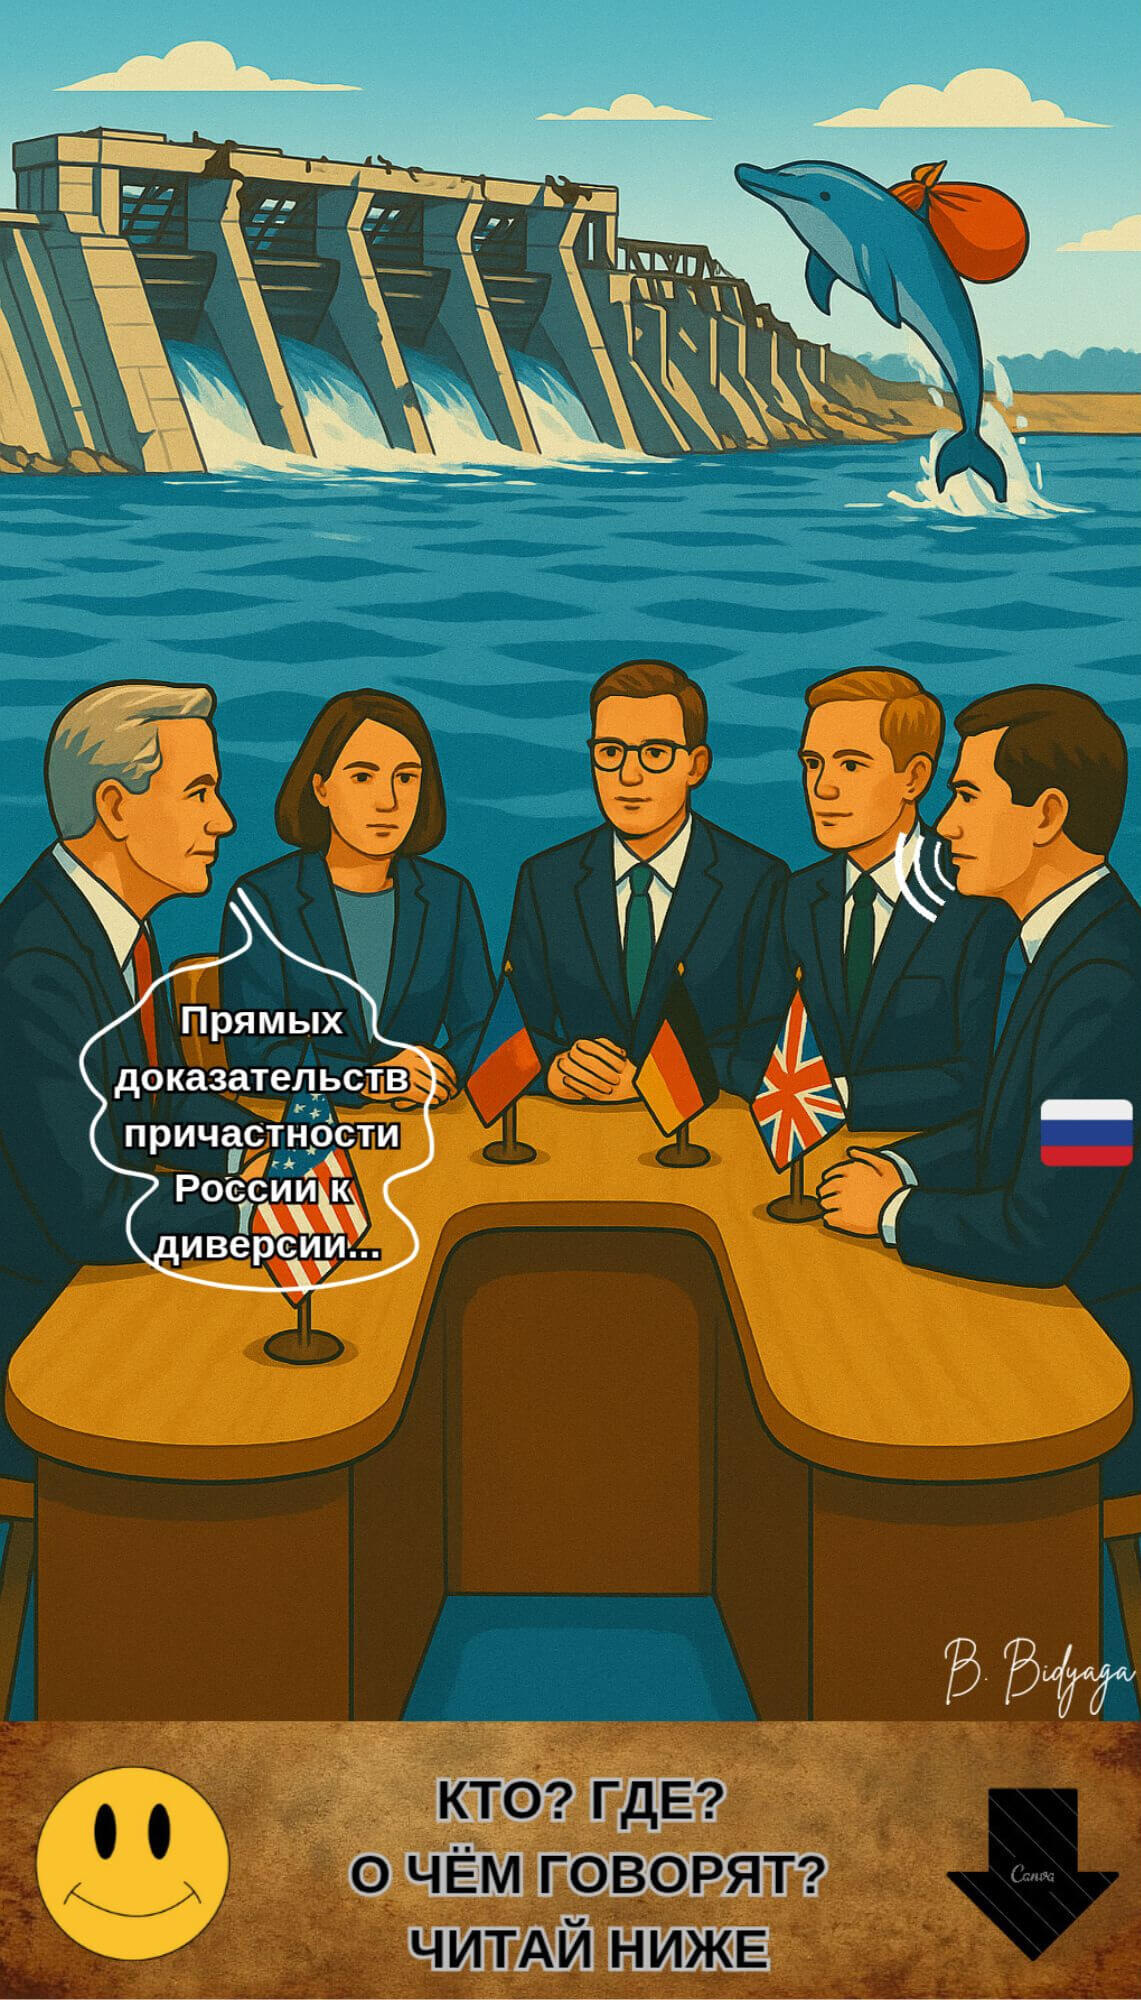 Прямых
доказательств
причастности
России к
диверсии...
B. Bidyaga
КТО? ГДЕ?
О ЧЁМ ГОВОРЯТ?
ЧИТАЙ НИЖЕ
Canva